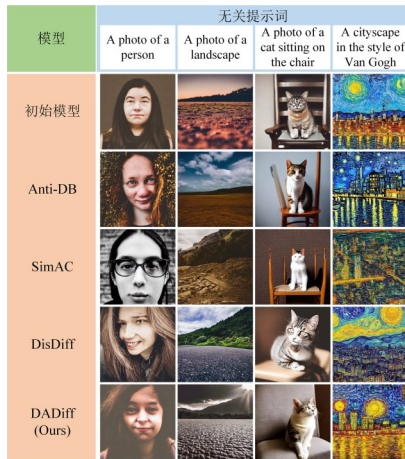 无关提示词
模型
A photo of a
person
A photo of a
landscape
A photo of a
cat sitting on
the chair
A cityscape
in the style of
Van Gogh
初始模型
Anti-DB
SimAC
DisDiff
DADiff
(Ours)